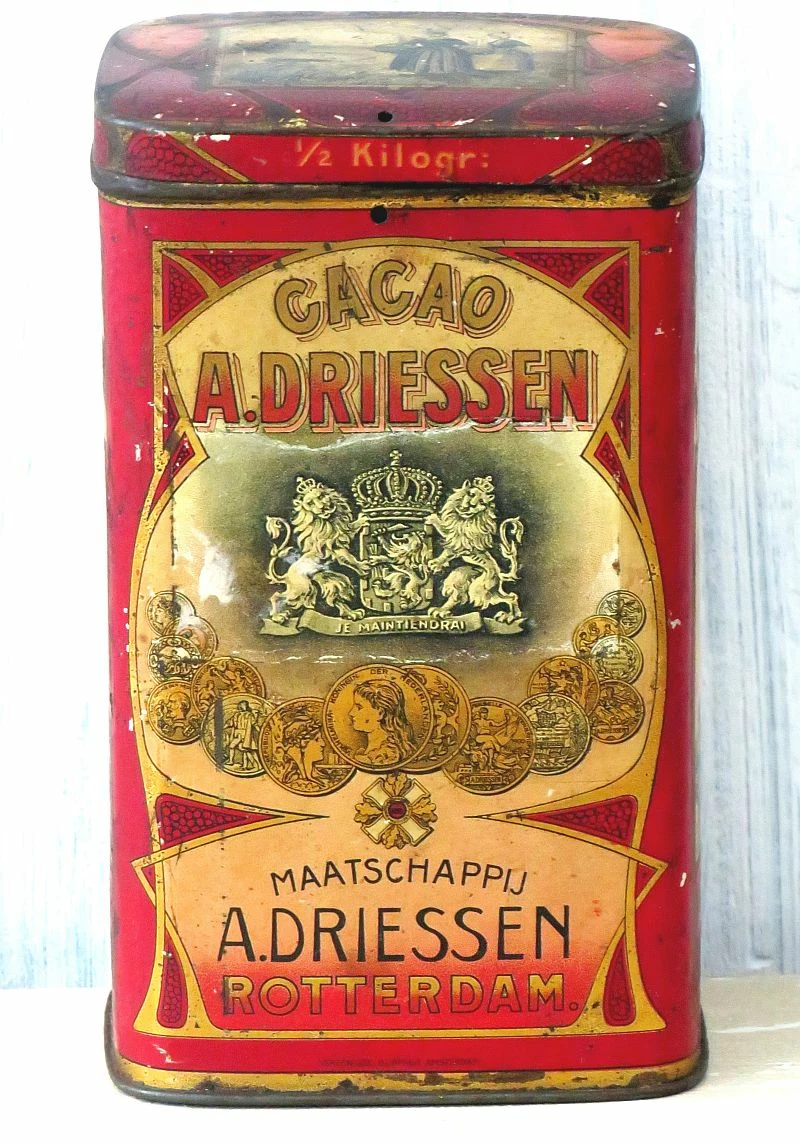 ½ Kilogr:
CACAO
A.DRIESSEN
JE MAINTIENDRAI
MAATSCHAPPIJ
A.DRIESSEN
ROTTERDAM.